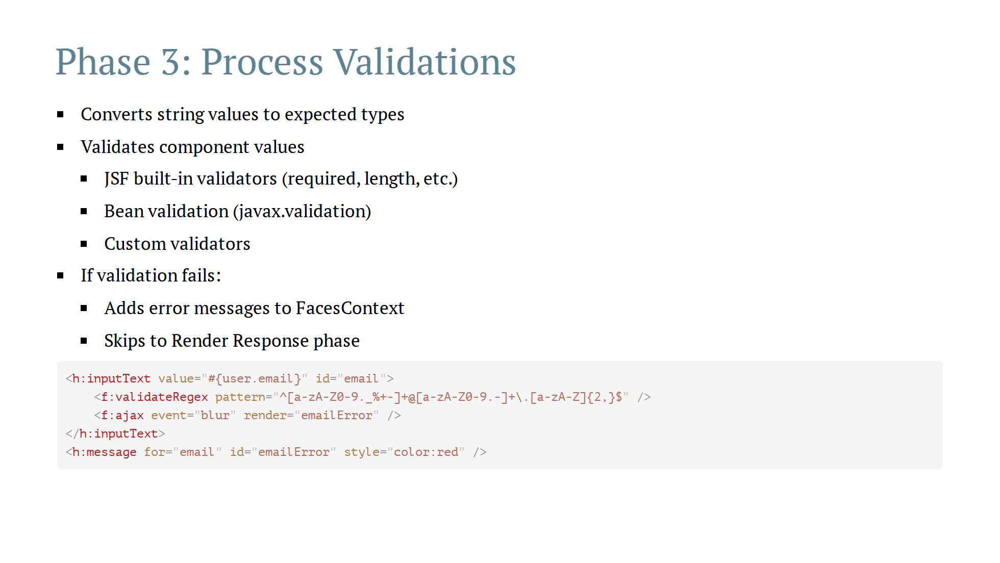 Phase 3: Process Validations
Converts string values to expected types
Validates component values
JSF built-in validators (required, length, etc.)
Bean validation (javax.validation)
Custom validators
If validation fails:
Adds error messages to FacesContext
Skips to Render Response phase
<h:inputText value="#{user.email}" id="email">
    <f:validateRegex pattern="^[a-zA-Z0-9._%+-]+@[a-zA-Z0-9.-]+\.[a-zA-Z]{2,}$" />
    <f:ajax event="blur" render="emailError" />
</h:inputText>
<h:message for="email" id="emailError" style="color:red" />